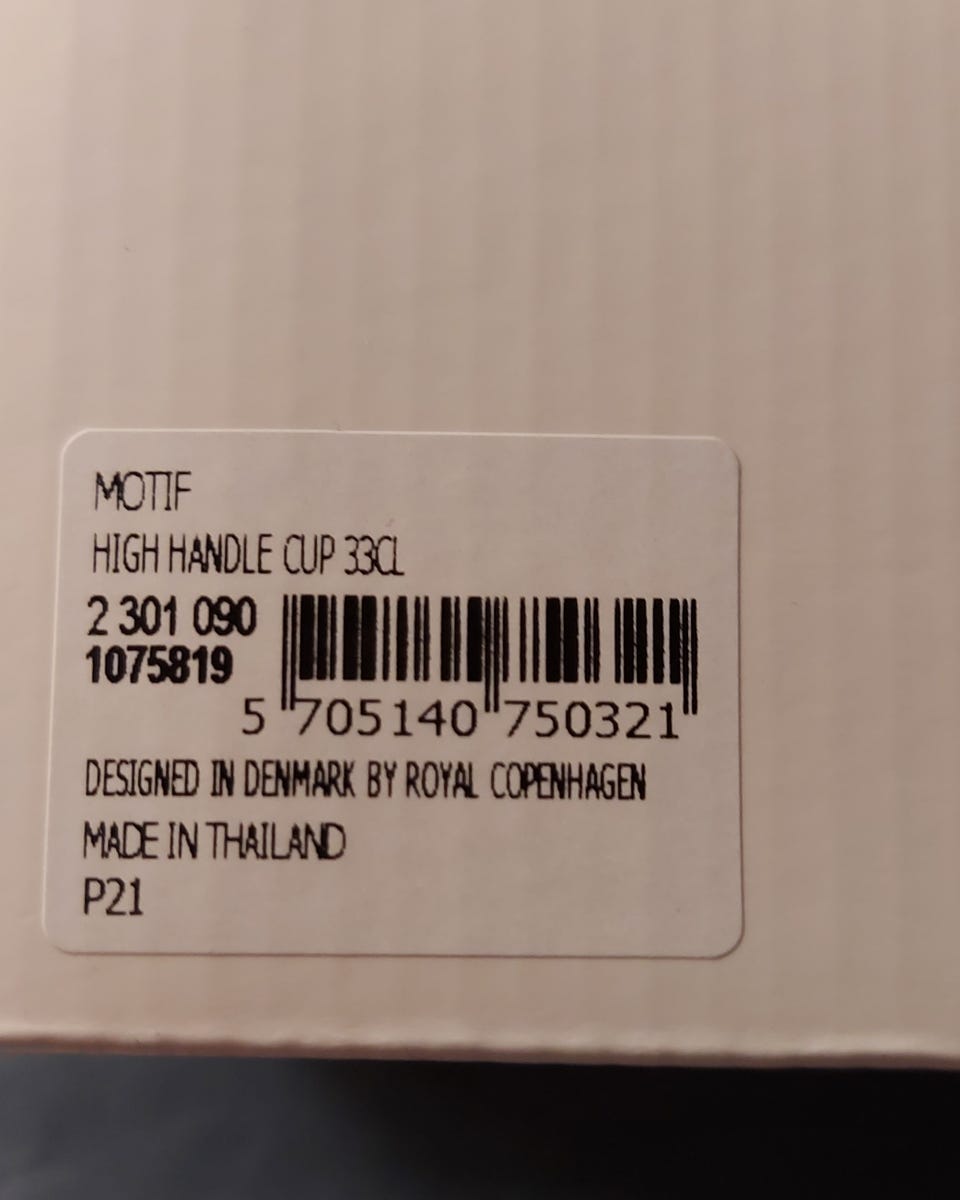 MOTIF
HIGH HANDLE CUP 33CL
2 301 090
1075819
5 705140 750321
DESIGNED IN DENMARK BY ROYAL COPENHAGEN
MADE IN THAILAND
P21